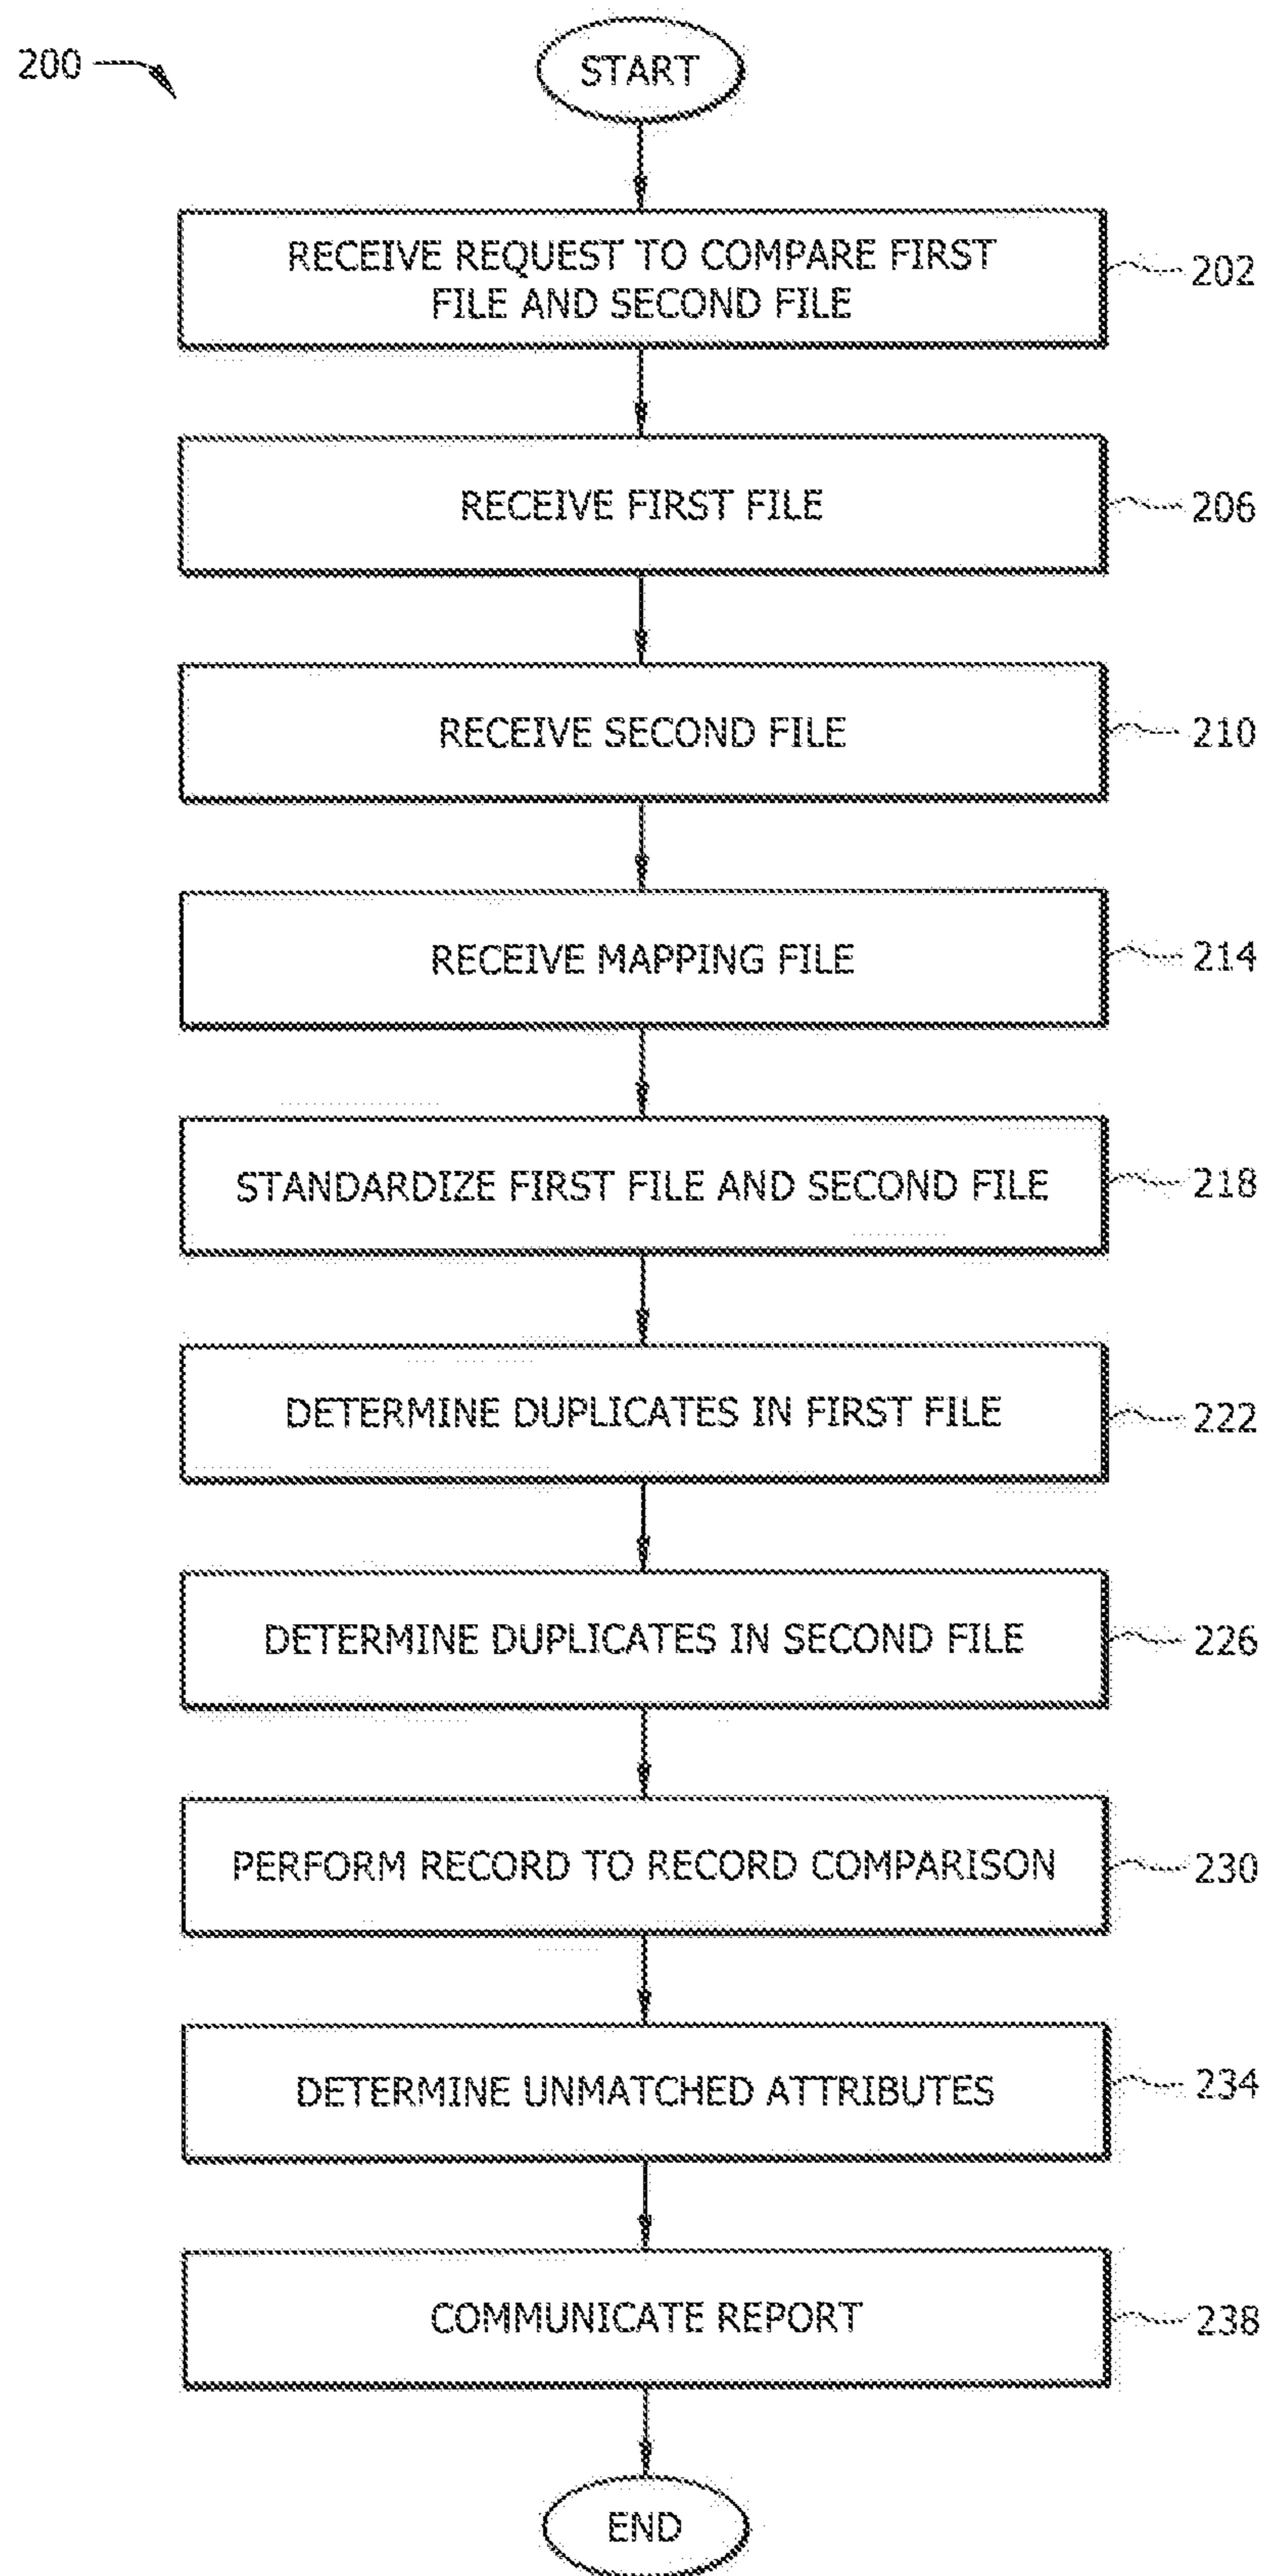 200
START
RECEIVE REQUEST TO COMPARE FIRST
FILE AND SECOND FILE
202
RECEIVE FIRST FILE
206
RECEIVE SECOND FILE
210
RECEIVE MAPPING FILE
214
STANDARDIZE FIRST FILE AND SECOND FILE
218
DETERMINE DUPLICATES IN FIRST FILE
222
DETERMINE DUPLICATES IN SECOND FILE
226
PERFORM RECORD TO RECORD COMPARISON
230
DETERMINE UNMATCHED ATTRIBUTES
234
COMMUNICATE REPORT
238
END